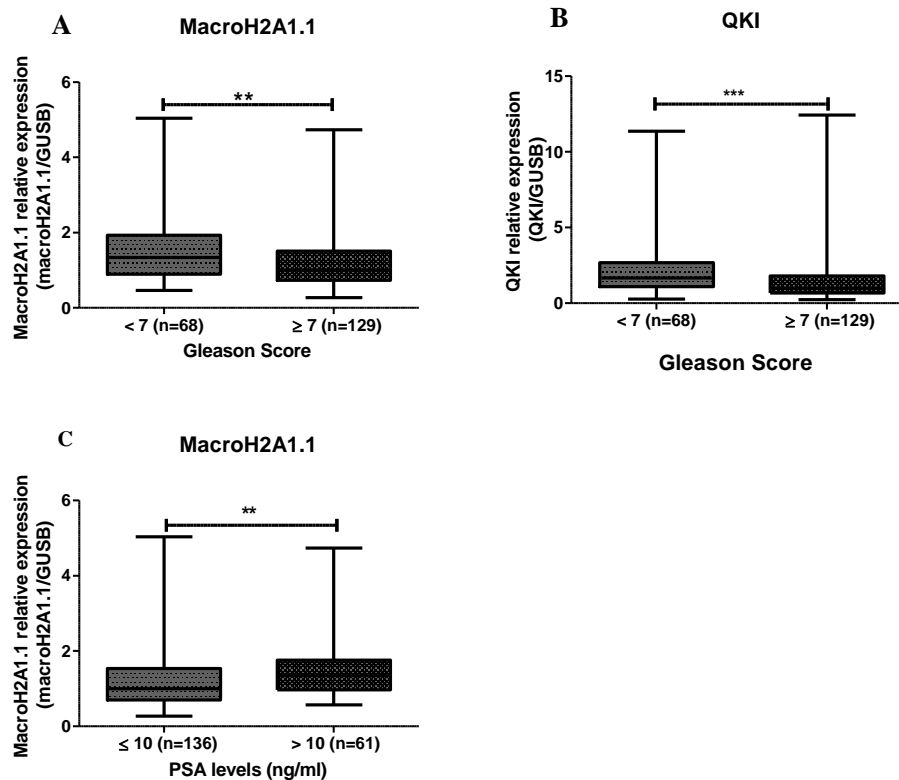 A
MacroH2A1.1
MacroH2A1.1 relative expression
(macroH2A1.1/GUSB)
6
4
2
0
**
< 7 (n=68)
≥ 7 (n=129)
Gleason Score
B
QKI
QKI relative expression
(QKI/GUSB)
15
10
5
0
***
< 7 (n=68)
≥ 7 (n=129)
Gleason Score
C
MacroH2A1.1
MacroH2A1.1 relative expression
(macroH2A1.1/GUSB)
6
4
2
0
**
≤ 10 (n=136)
> 10 (n=61)
PSA levels (ng/ml)